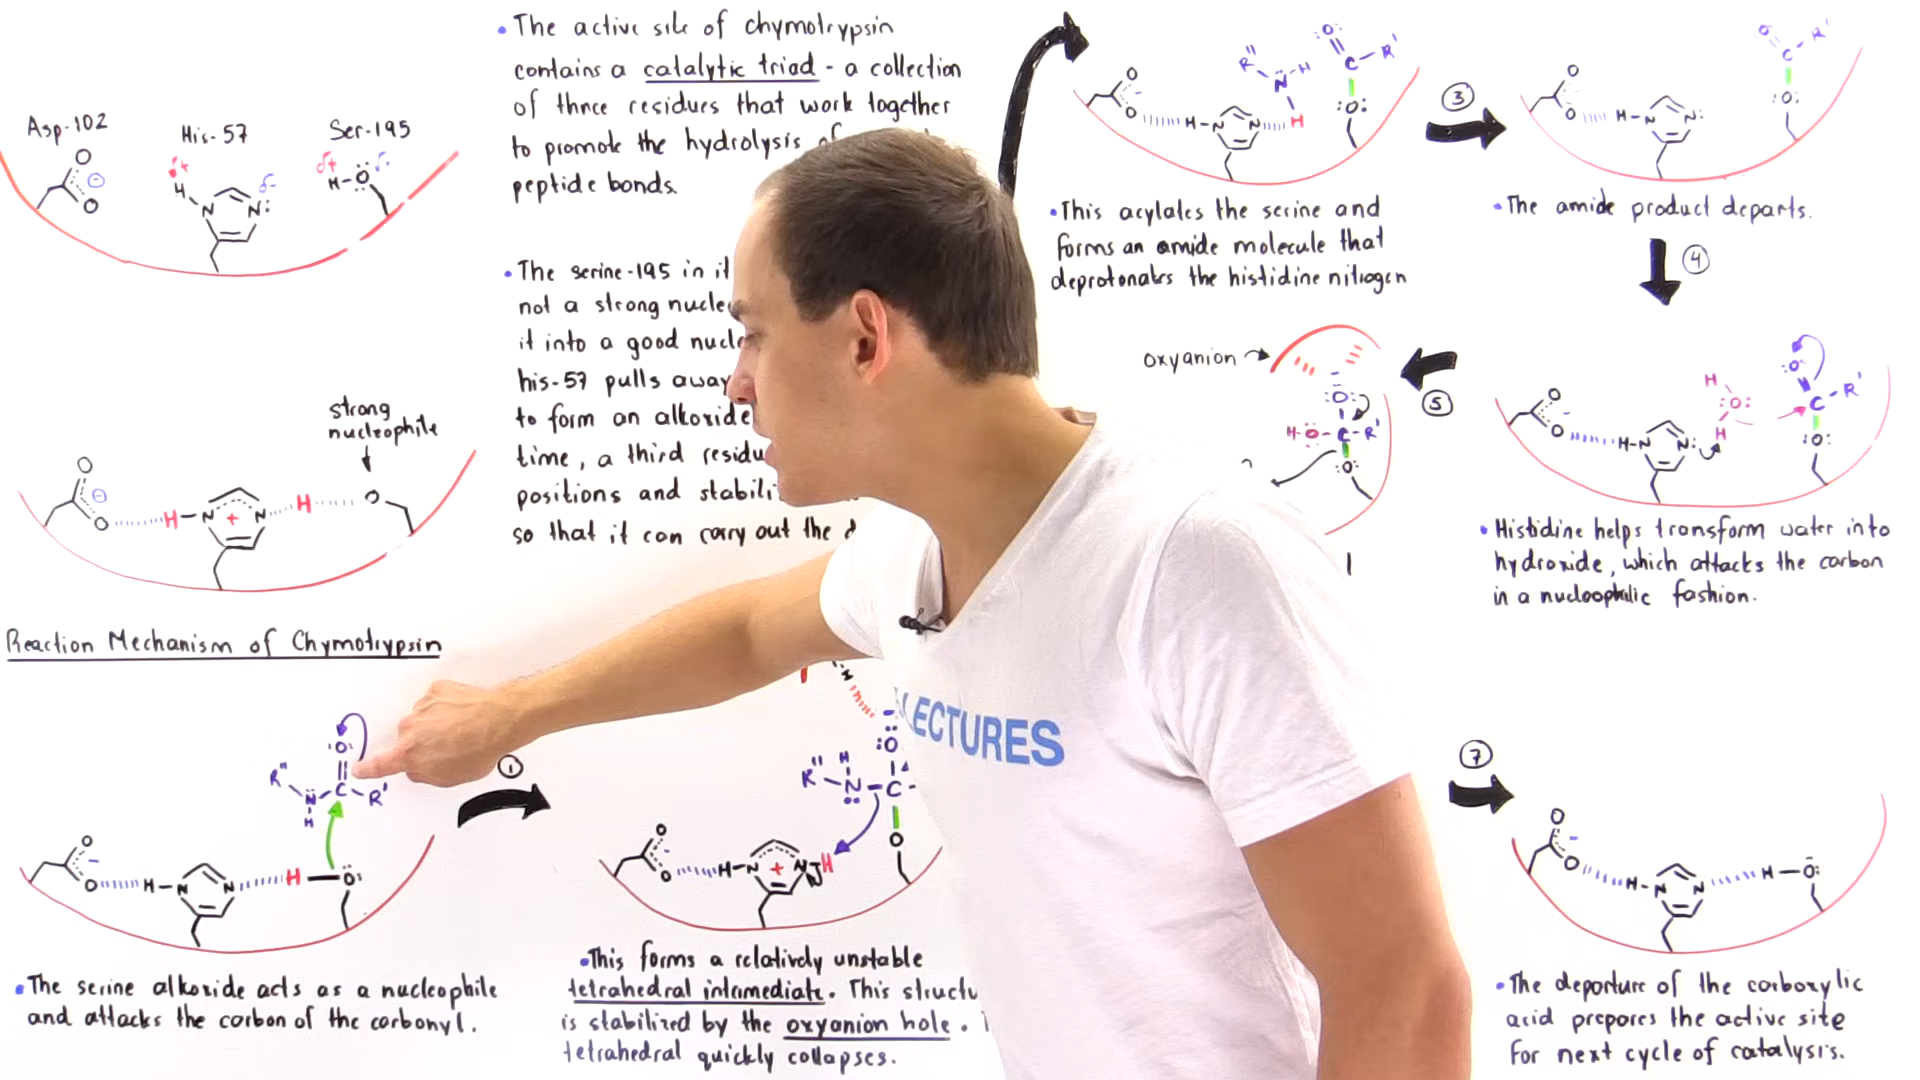 Asp-102
His-57
Ser-195
strong
nucleophile
• The active site of chymotrypsin
contains a catalytic triad - a collection
of three residues that work together
to promote the hydrolysis of
peptide bonds.
• The serine-195 in
not a strong
it into a good
his-57 pulls away
to form an alkoxide
time, a third
positions and
so that it can carry out the
Reaction Mechanism of Chymotrypsin
• The serine alkoxide acts as a nucleophile
and attacks the carbon of the carbonyl.
1
• This forms a relatively unstable
tetrahedral intermediate. This
is stabilized by the oxyanion hole.
tetrahedral quickly collapses.
LECTURES
• This acylates the serine and
forms an amide molecule that
deprotonates the histidine nitrogen
3
• The amide product departs.
4
• Histidine helps transform water into
hydroxide, which attacks the carbon
in a nucleophilic fashion.
5
oxyanion
7
• The departure of the carboxylic
acid prepares the active site
for next cycle of catalysis.